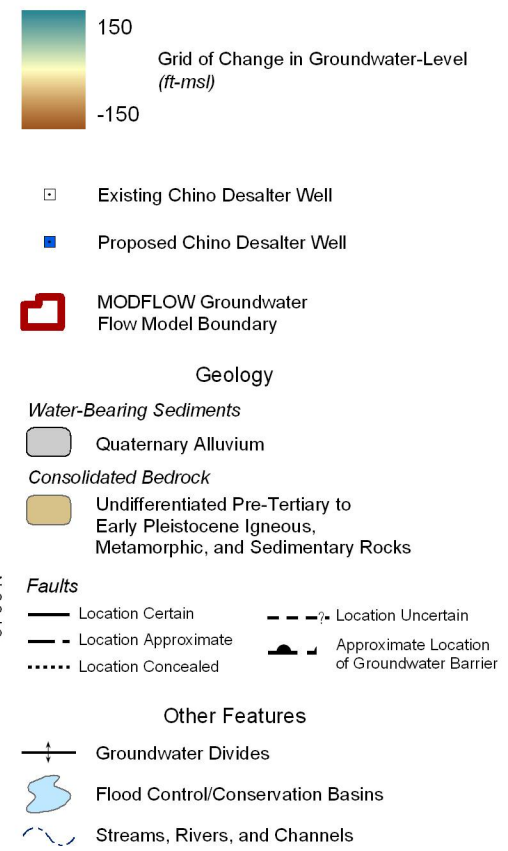 150
Grid of Change in Groundwater-Level
(ft-msl)
-150
Existing Chino Desalter Well
Proposed Chino Desalter Well
MODFLOW Groundwater
Flow Model Boundary
Geology
Water-Bearing Sediments
Quaternary Alluvium
Consolidated Bedrock
Undifferentiated Pre-Tertiary to
Early Pleistocene Igneous,
Metamorphic, and Sedimentary Rocks
Faults
Location Certain
Location Approximate
Location Concealed
? Location Uncertain
Approximate Location
of Groundwater Barrier
Other Features
Groundwater Divides
Flood Control/Conservation Basins
Streams, Rivers, and Channels